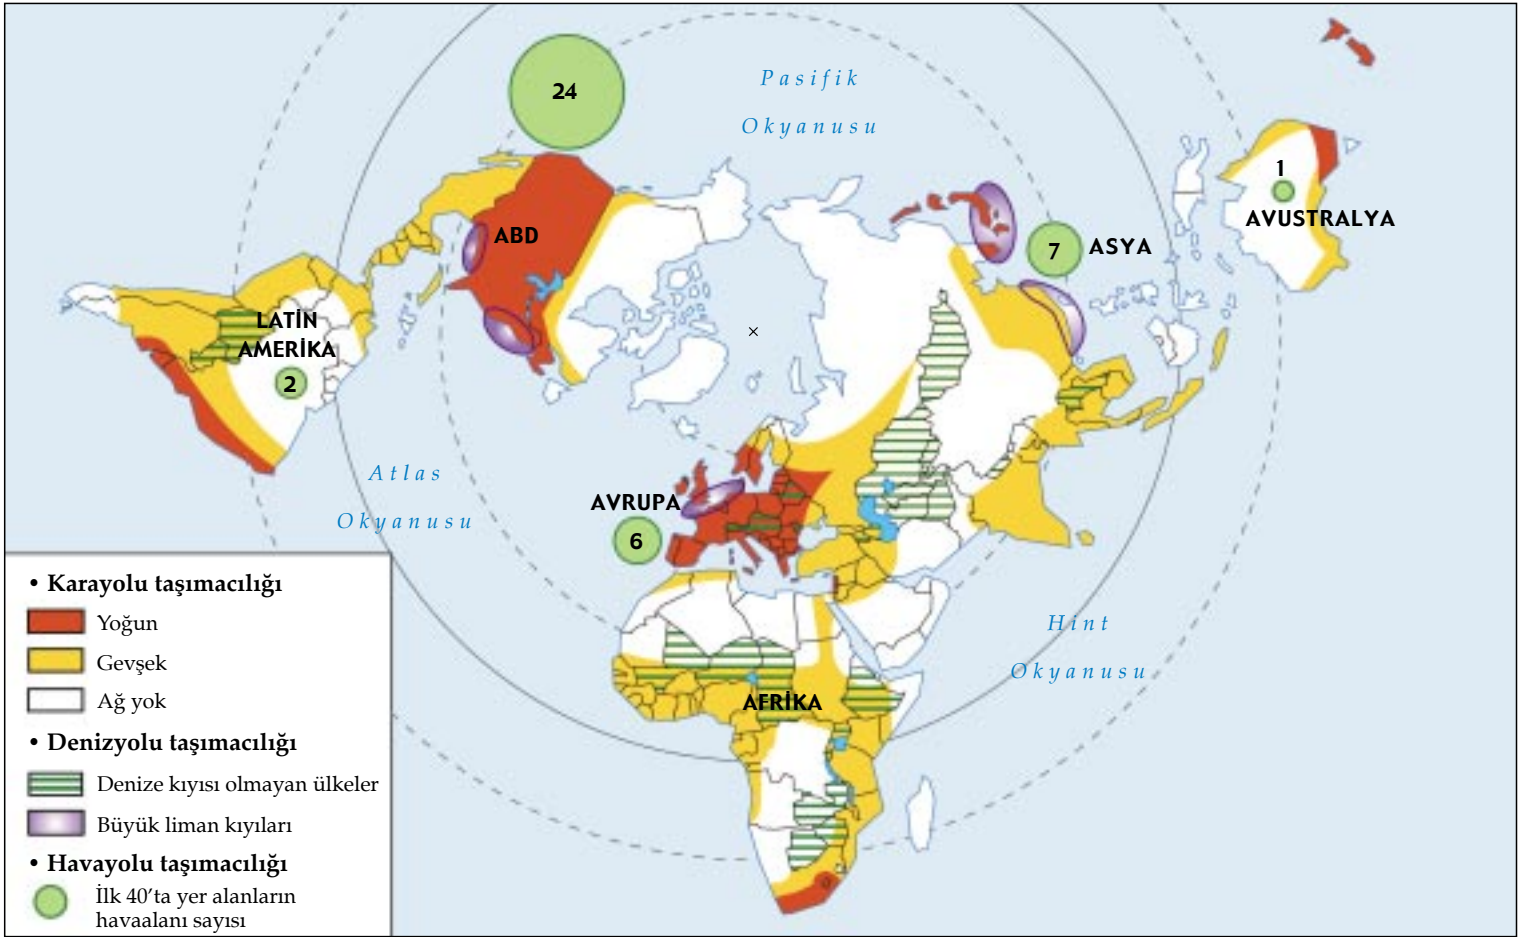 24
Pasifik
Okyanusu
1
AVUSTRALYA
ABD
7
ASYA
LATİN
AMERİKA
2
×
Atlas
Okyanusu
AVRUPA
6
Hint
Okyanusu
AFRİKA
• Karayolu taşımacılığı
Yoğun
Gevşek
Ağ yok
• Denizyolu taşımacılığı
Denize kıyısı olmayan ülkeler
Büyük liman kıyıları
• Havayolu taşımacılığı
İlk 40’ta yer alanların
havaalanı sayısı